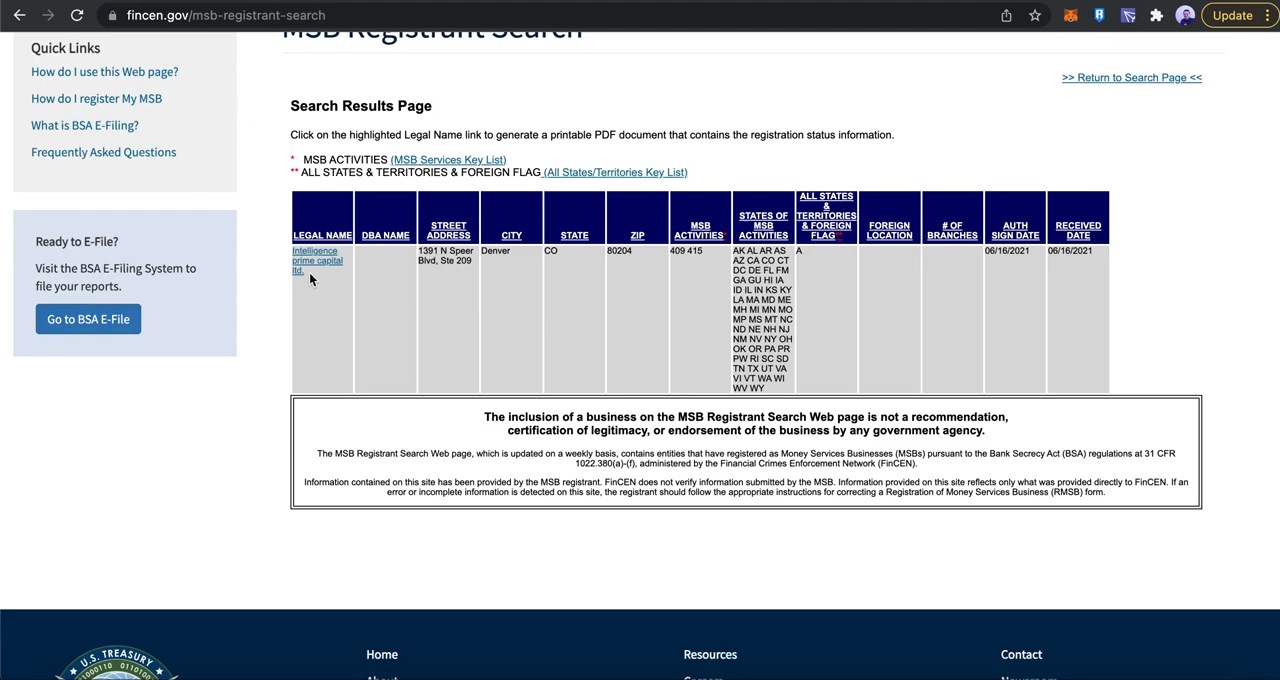 fincen.gov/msb-registrant-search
Update
MSB Registrant Search
Quick Links
How do I use this Web page?
How do I register My MSB
What is BSA E-Filing?
Frequently Asked Questions
Ready to E-File?
Visit the BSA E-Filing System to
file your reports.
Go to BSA E-File
>> Return to Search Page <<
Search Results Page
Click on the highlighted Legal Name link to generate a printable PDF document that contains the registration status information.
* MSB ACTIVITIES (MSB Services Key List)
** ALL STATES & TERRITORIES & FOREIGN FLAG (All States/Territories Key List)
LEGAL NAME
DBA NAME
STREET
ADDRESS
CITY
STATE
ZIP
MSB
ACTIVITIES*
STATES OF
MSB
ACTIVITIES
ALL STATES
&
TERRITORIES
& FOREIGN
FLAG**
FOREIGN
LOCATION
# OF
BRANCHES
AUTH
SIGN DATE
RECEIVED
DATE
Intelligence
prime capital
ltd.
1391 N Speer
Blvd, Ste 209
Denver
CO
80204
409 415
AK AL AR AS
AZ CA CO CT
DC DE FL FM
GA GU HI IA
ID IL IN KS KY
LA MA MD ME
MH MI MN MO
MP MS MT NC
ND NE NH NJ
NM NV NY OH
OK OR PA PR
PW RI SC SD
TN TX UT VA
VI VT WA WI
WV WY
A
06/16/2021
06/16/2021
The inclusion of a business on the MSB Registrant Search Web page is not a recommendation,
certification of legitimacy, or endorsement of the business by any government agency.
The MSB Registrant Search Web page, which is updated on a weekly basis, contains entities that have registered as Money Services Businesses (MSBs) pursuant to the Bank Secrecy Act (BSA) regulations at 31 CFR
1022.380(a)-(f), administered by the Financial Crimes Enforcement Network (FinCEN).
Information contained on this site has been provided by the MSB registrant. FinCEN does not verify information submitted by the MSB. Information provided on this site reflects only what was provided directly to FinCEN. If an
error or incomplete information is detected on this site, the registrant should follow the appropriate instructions for correcting a Registration of Money Services Business (RMSB) form.
U.S. TREASURY
Home
Resources
Contact
About
Careers
Newsroom